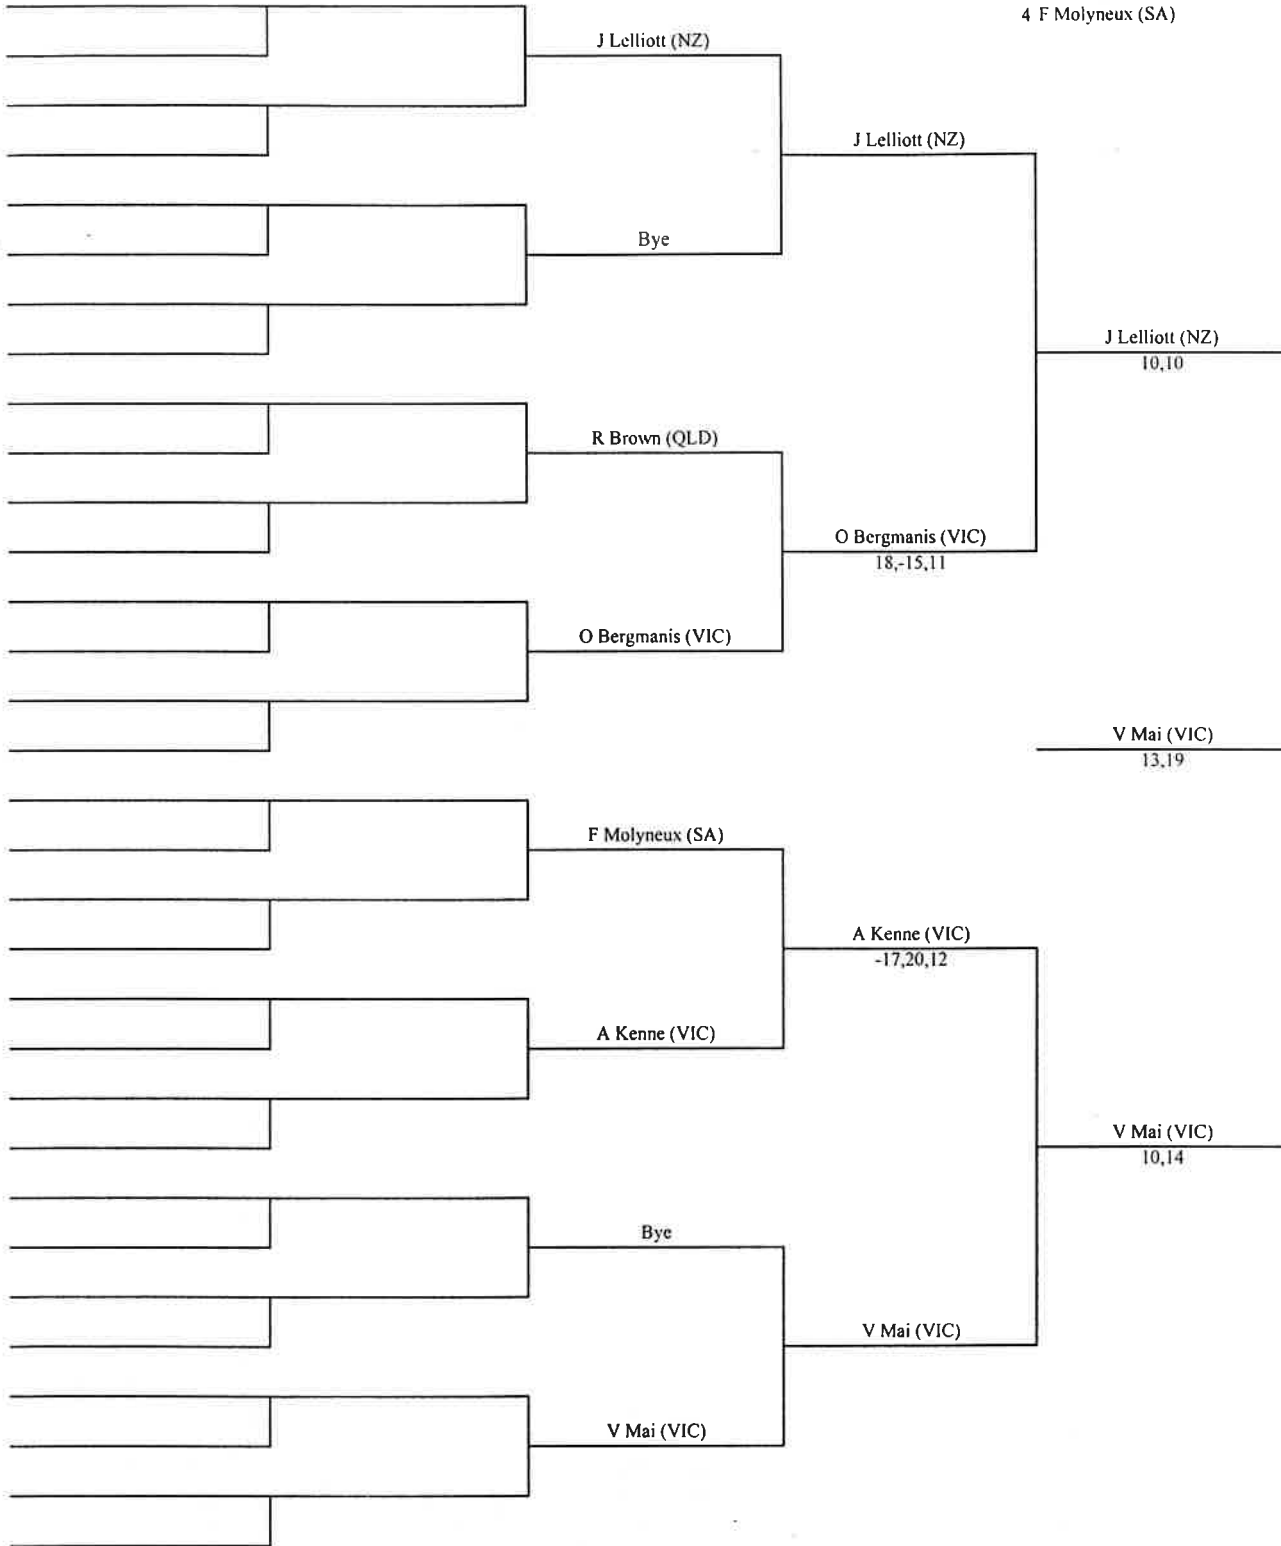 4 F Molyneux (SA)
J Lelliott (NZ)
J Lelliott (NZ)
Bye
J Lelliott (NZ)
10,10
R Brown (QLD)
O Bergmanis (VIC)
18,-15,11
O Bergmanis (VIC)
V Mai (VIC)
13,19
F Molyneux (SA)
A Kenne (VIC)
-17,20,12
A Kenne (VIC)
V Mai (VIC)
10,14
Bye
V Mai (VIC)
V Mai (VIC)